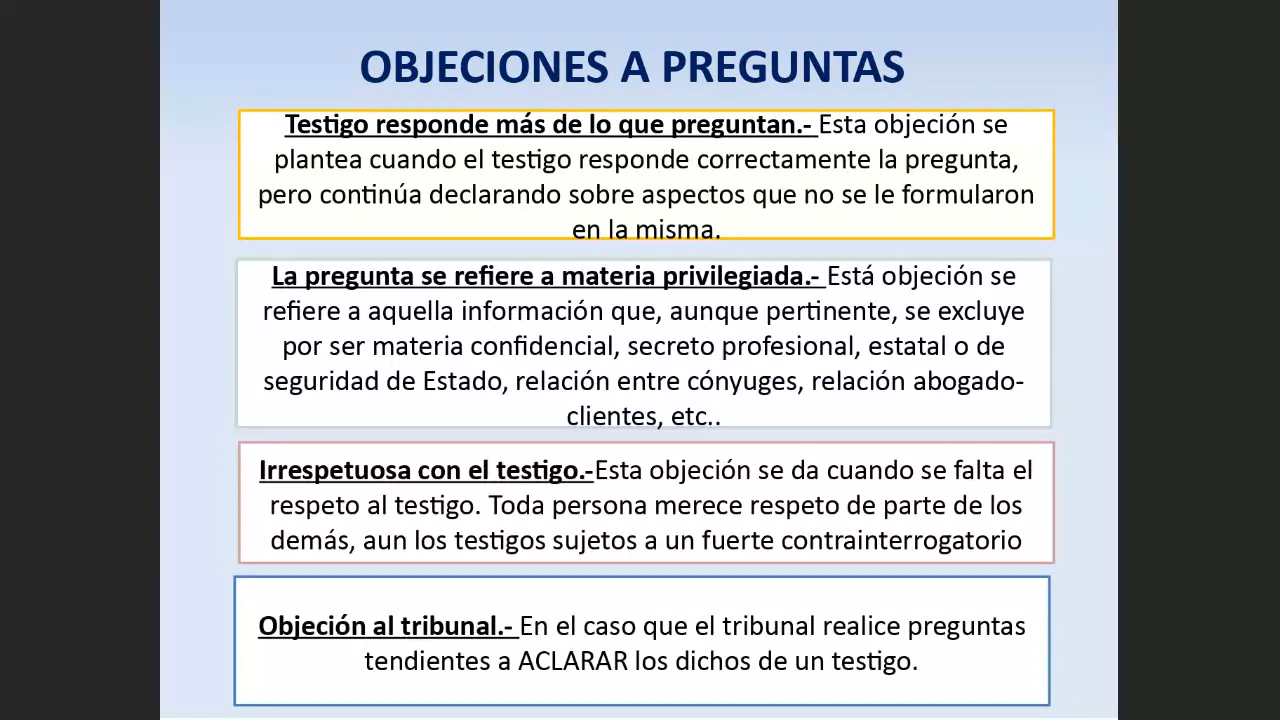 OBJECIONES A PREGUNTAS
Testigo responde más de lo que preguntan.- Esta objeción se
plantea cuando el testigo responde correctamente la pregunta,
pero continúa declarando sobre aspectos que no se le formularon
en la misma.
La pregunta se refiere a materia privilegiada.- Está objeción se
refiere a aquella información que, aunque pertinente, se excluye
por ser materia confidencial, secreto profesional, estatal o de
seguridad de Estado, relación entre cónyuges, relación abogado-
clientes, etc..
Irrespetuosa con el testigo.-Esta objeción se da cuando se falta el
respeto al testigo. Toda persona merece respeto de parte de los
demás, aun los testigos sujetos a un fuerte contrainterrogatorio
Objeción al tribunal.- En el caso que el tribunal realice preguntas
tendientes a ACLARAR los dichos de un testigo.